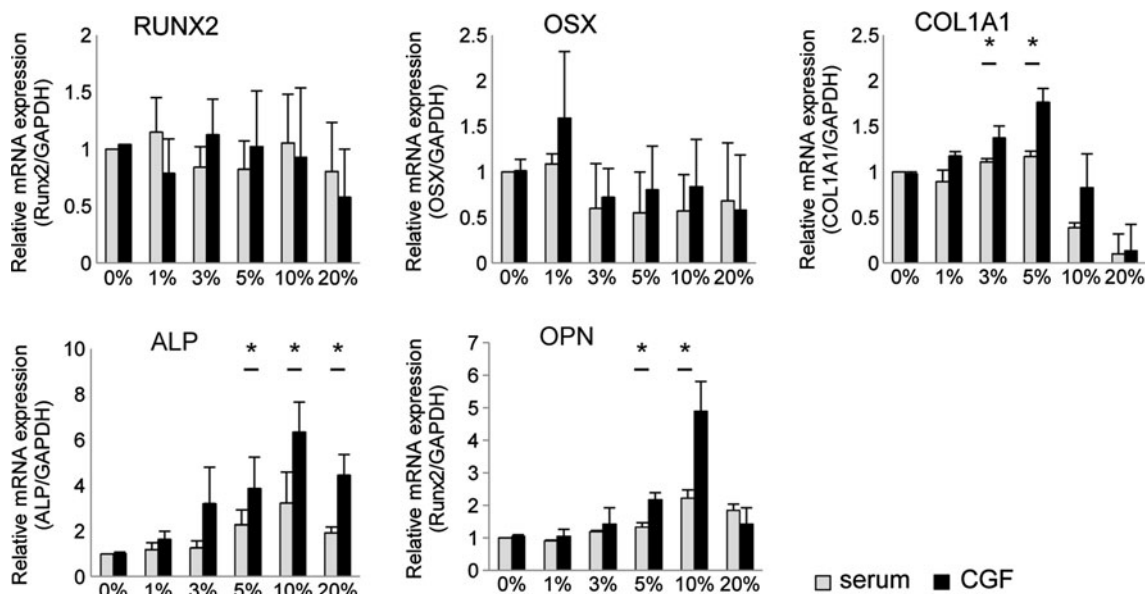 RUNX2
Relative mRNA expression
(Runx2/GAPDH)
2
1.5
1
0.5
0
0% 1% 3% 5% 10% 20%
OSX
Relative mRNA expression
(OSX/GAPDH)
2.5
2
1.5
1
0.5
0
0% 1% 3% 5% 10% 20%
COL1A1
Relative mRNA expression
(COL1A1/GAPDH)
* *
2.5
2
1.5
1
0.5
0
0% 1% 3% 5% 10% 20%
ALP
Relative mRNA expression
(ALP/GAPDH)
* * *
10
8
6
4
2
0
0% 1% 3% 5% 10% 20%
OPN
Relative mRNA expression
(Runx2/GAPDH)
* *
7
6
5
4
3
2
1
0
0% 1% 3% 5% 10% 20%
serum CGF